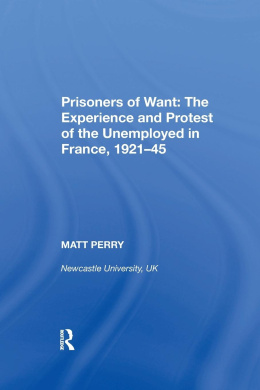 Prisoners of Want: The
Experience and Protest
of the Unemployed in
France, 1921–45
MATT PERRY
Newcastle University, UK
R
ROUTLEDGE